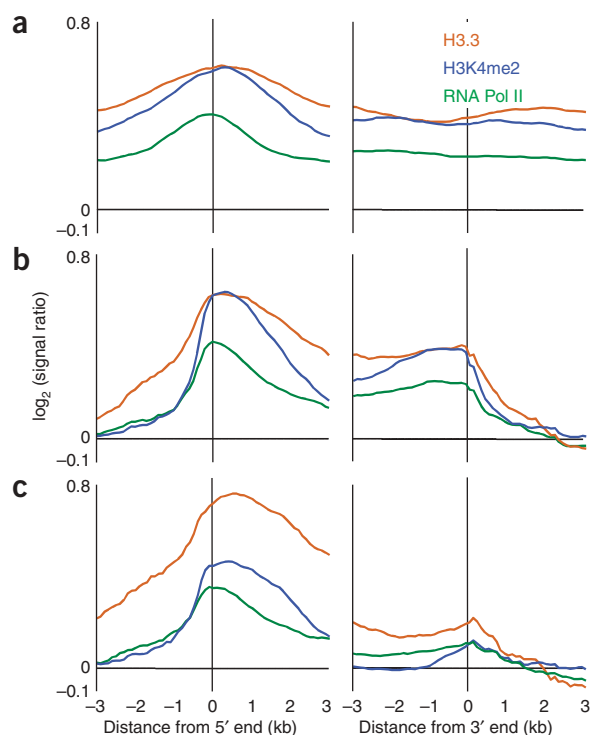 a
0.8
0
−0.1
H3.3
H3K4me2
RNA Pol II
b
0.8
0
−0.1
log2 (signal ratio)
c
0.8
0
−0.1
−3 −2 −1 0 1 2 3
−3 −2 −1 0 1 2 3
Distance from 5′ end (kb)
Distance from 3′ end (kb)